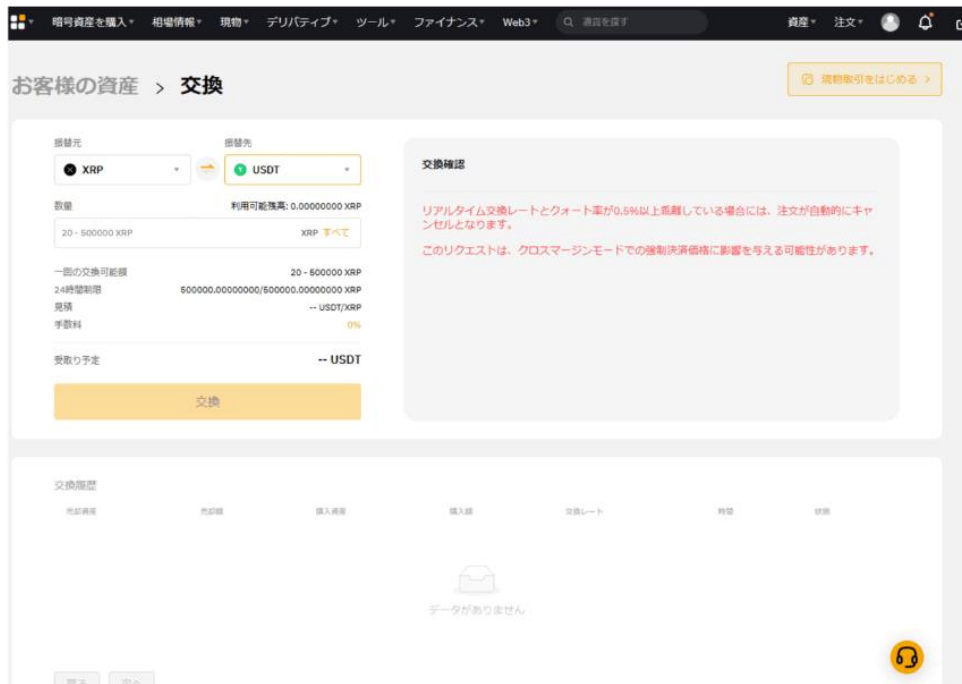 暗号資産を購入 相場情報 現物 デリバティブ ツール ファイナンス Web3 通貨を探す 資産 注文
お客様の資産 > 交換
現物取引をはじめる >
振替元 振替先
XRP USDT
数量 利用可能残高: 0.00000000 XRP
20 - 500000 XRP XRP すべて
一回の交換可能額 20 - 500000 XRP
24時間制限 500000.00000000/500000.00000000 XRP
見積 -- USDT/XRP
手数料 0%
受取り予定 -- USDT
交換
交換確認
リアルタイム交換レートとクォート率が0.5%以上乖離している場合には、注文が自動的にキャ
ンセルとなります。
このリクエストは、クロスマージンモードでの強制決済価格に影響を与える可能性があります。
交換履歴
売却資産 売却額 購入資産 購入額 交換レート 時間 状態
データがありません
戻る 次へ